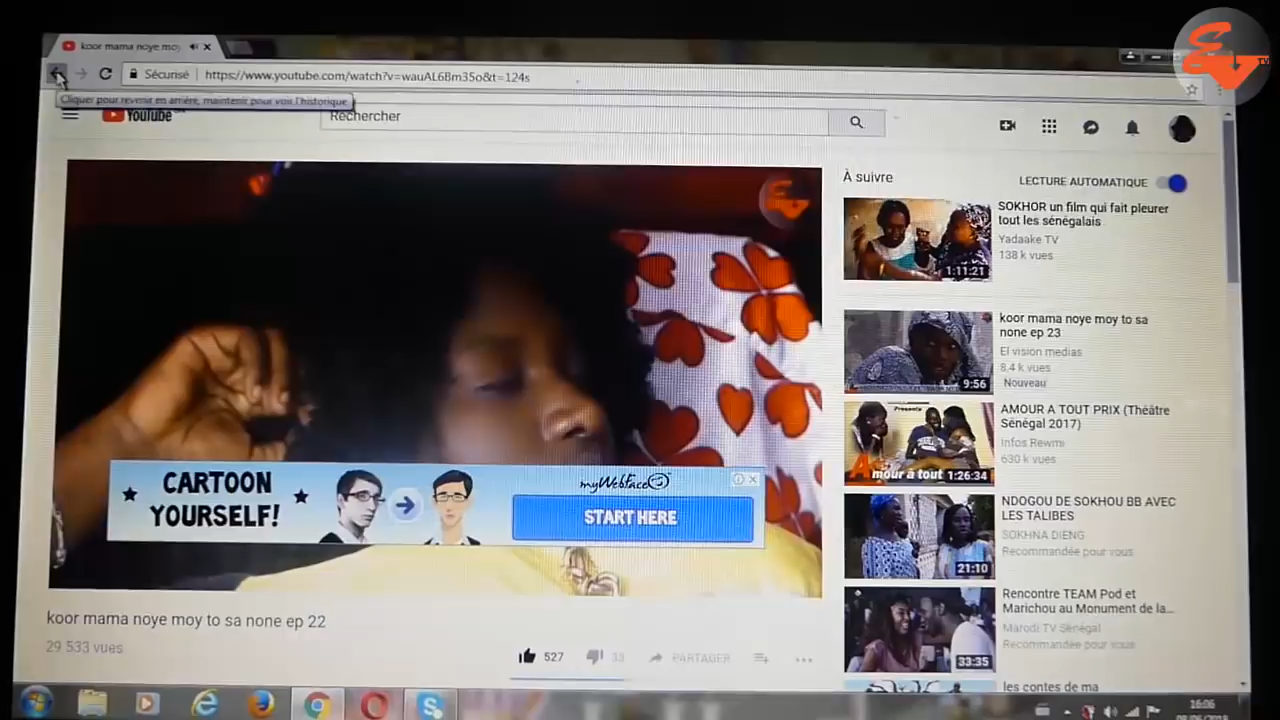 koor mama noye moy
Sécurisé
https://www.youtube.com/watch?v=wauAL6Bm35o&t=124s
Cliquer pour revenir en arrière, maintenir pour voir l'historique
YouTube
Rechercher
À suivre
LECTURE AUTOMATIQUE
SOKHOR un film qui fait pleurer
tout les sénégalais
Yadaake TV
138 k vues
1:11:21
koor mama noye moy to sa
none ep 23
El vision medias
8,4 k vues
Nouveau
9:56
AMOUR A TOUT PRIX (Théâtre
Sénégal 2017)
Infos Rewmi
630 k vues
Amour à tout
1:26:34
NDOGOU DE SOKHOU BB AVEC
LES TALIBES
SOKHNA DIENG
Recommandée pour vous
21:10
Rencontre TEAM Pod et
Marichou au Monument de la...
Marodi TV Sénégal
Recommandée pour vous
33:35
les contes de ma
CARTOON
YOURSELF!
myWebFace
START HERE
koor mama noye moy to sa none ep 22
29 533 vues
527
33
PARTAGER
16:06
TV